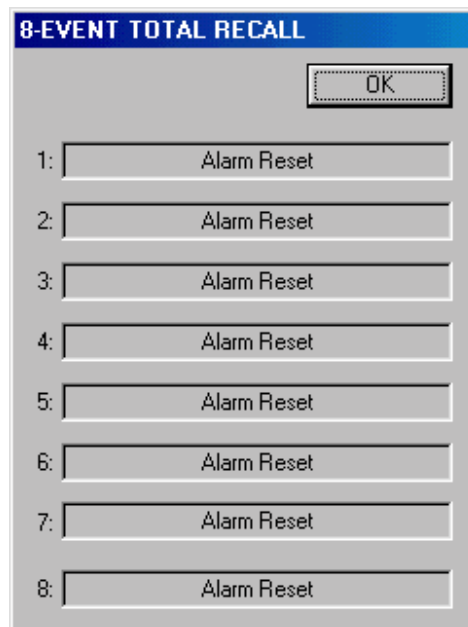 8-EVENT TOTAL RECALL
OK
1: Alarm Reset
2: Alarm Reset
3: Alarm Reset
4: Alarm Reset
5: Alarm Reset
6: Alarm Reset
7: Alarm Reset
8: Alarm Reset